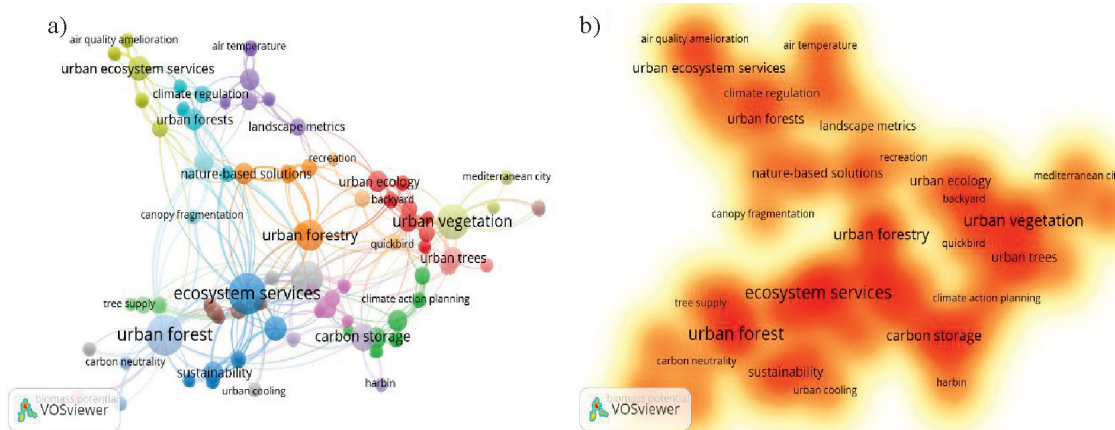 a)
air quality amelioration
air temperature
urban ecosystem services
climate regulation
urban forests
landscape metrics
recreation
nature-based solutions
urban ecology
mediterranean city
backyard
canopy fragmentation
urban vegetation
urban forestry
quickbird
urban trees
ecosystem services
climate action planning
tree supply
urban forest
carbon storage
carbon neutrality
sustainability
harbin
urban cooling
biomass potential
VOSviewer
b)
air quality amelioration
air temperature
urban ecosystem services
climate regulation
urban forests
landscape metrics
recreation
nature-based solutions
urban ecology
mediterranean city
backyard
canopy fragmentation
urban vegetation
urban forestry
quickbird
urban trees
ecosystem services
climate action planning
tree supply
urban forest
carbon storage
carbon neutrality
sustainability
harbin
urban cooling
biomass potential
VOSviewer